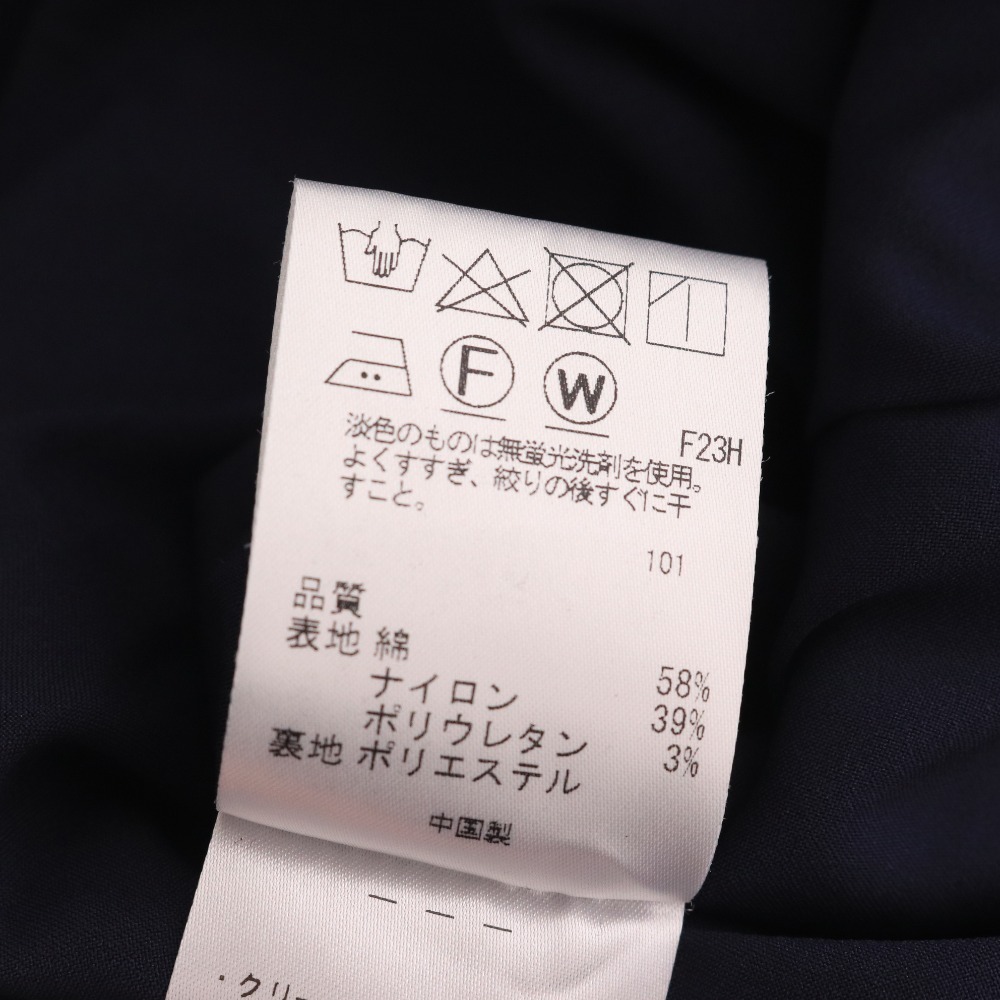 F W
F23H
淡色のものは無蛍光洗剤を使用。
よくすすぎ、絞りの後すぐに干
すこと。
101
品質
表地 綿 58%
ナイロン 39%
ポリウレタン 3%
裏地 ポリエステル
中国製
・クリー